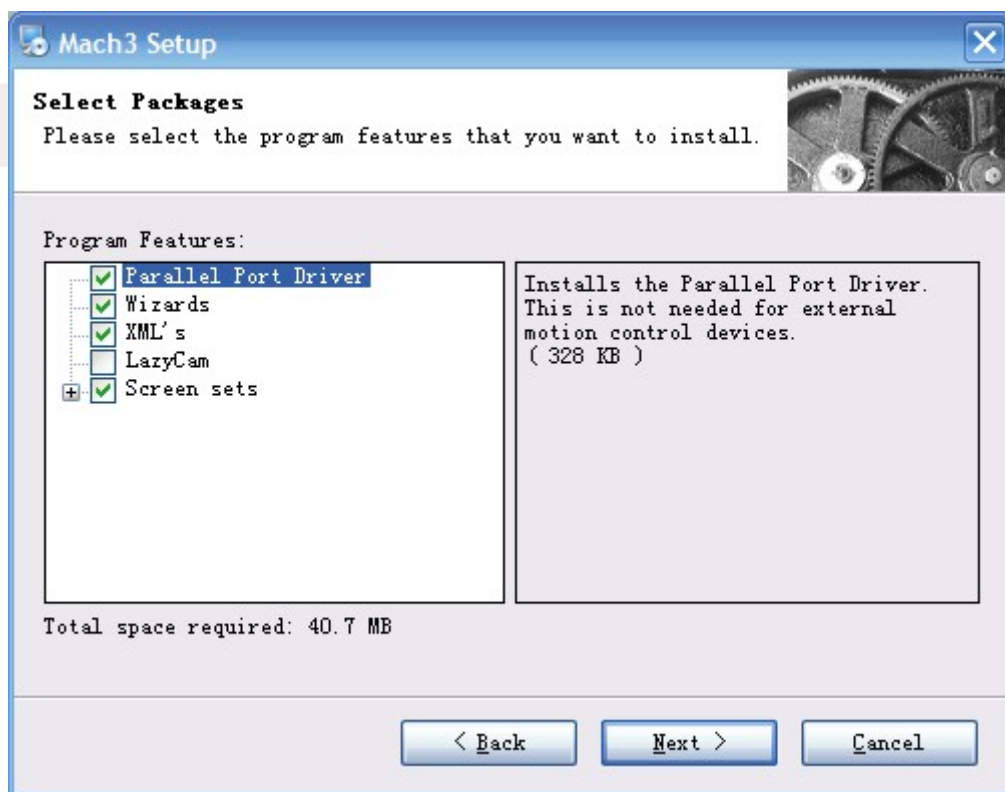 Mach3 Setup
Select Packages
Please select the program features that you want to install.
Program Features:
Parallel Port Driver
Wizards
XML's
LazyCam
Screen sets
Installs the Parallel Port Driver.
This is not needed for external
motion control devices.
( 328 KB )
Total space required: 40.7 MB
< Back
Next >
Cancel